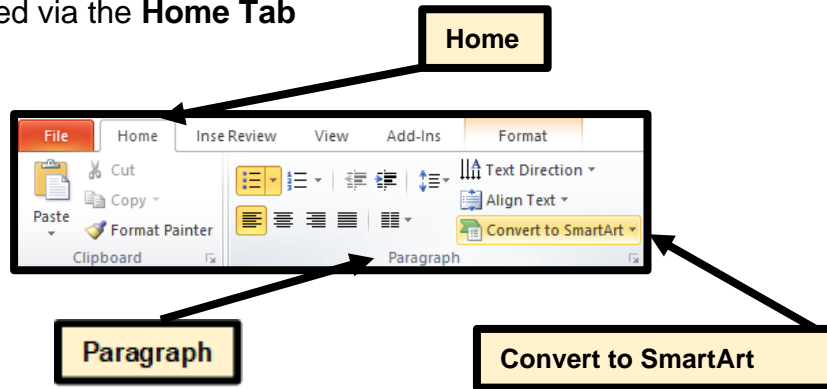 ed via the Home Tab
Home
File Home Inse Review View Add-Ins Format
Cut
Copy
Paste
Format Painter
Clipboard
Text Direction
Align Text
Convert to SmartArt
Paragraph
Paragraph
Convert to SmartArt